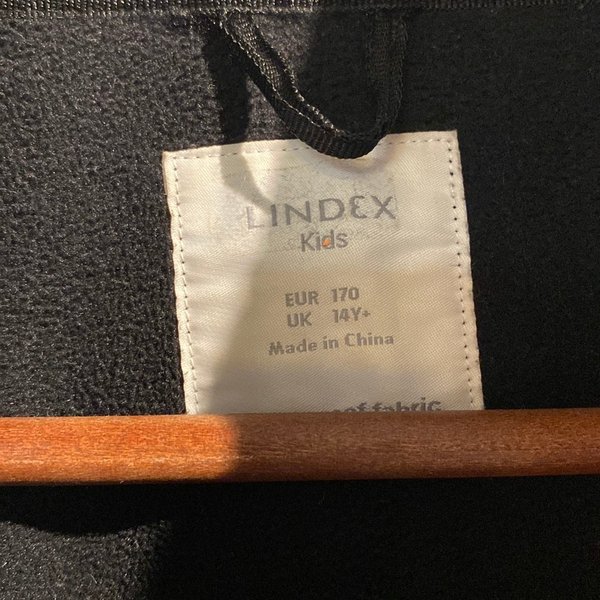 LINDEX
Kids
EUR 170
UK 14Y+
Made in China
fabric